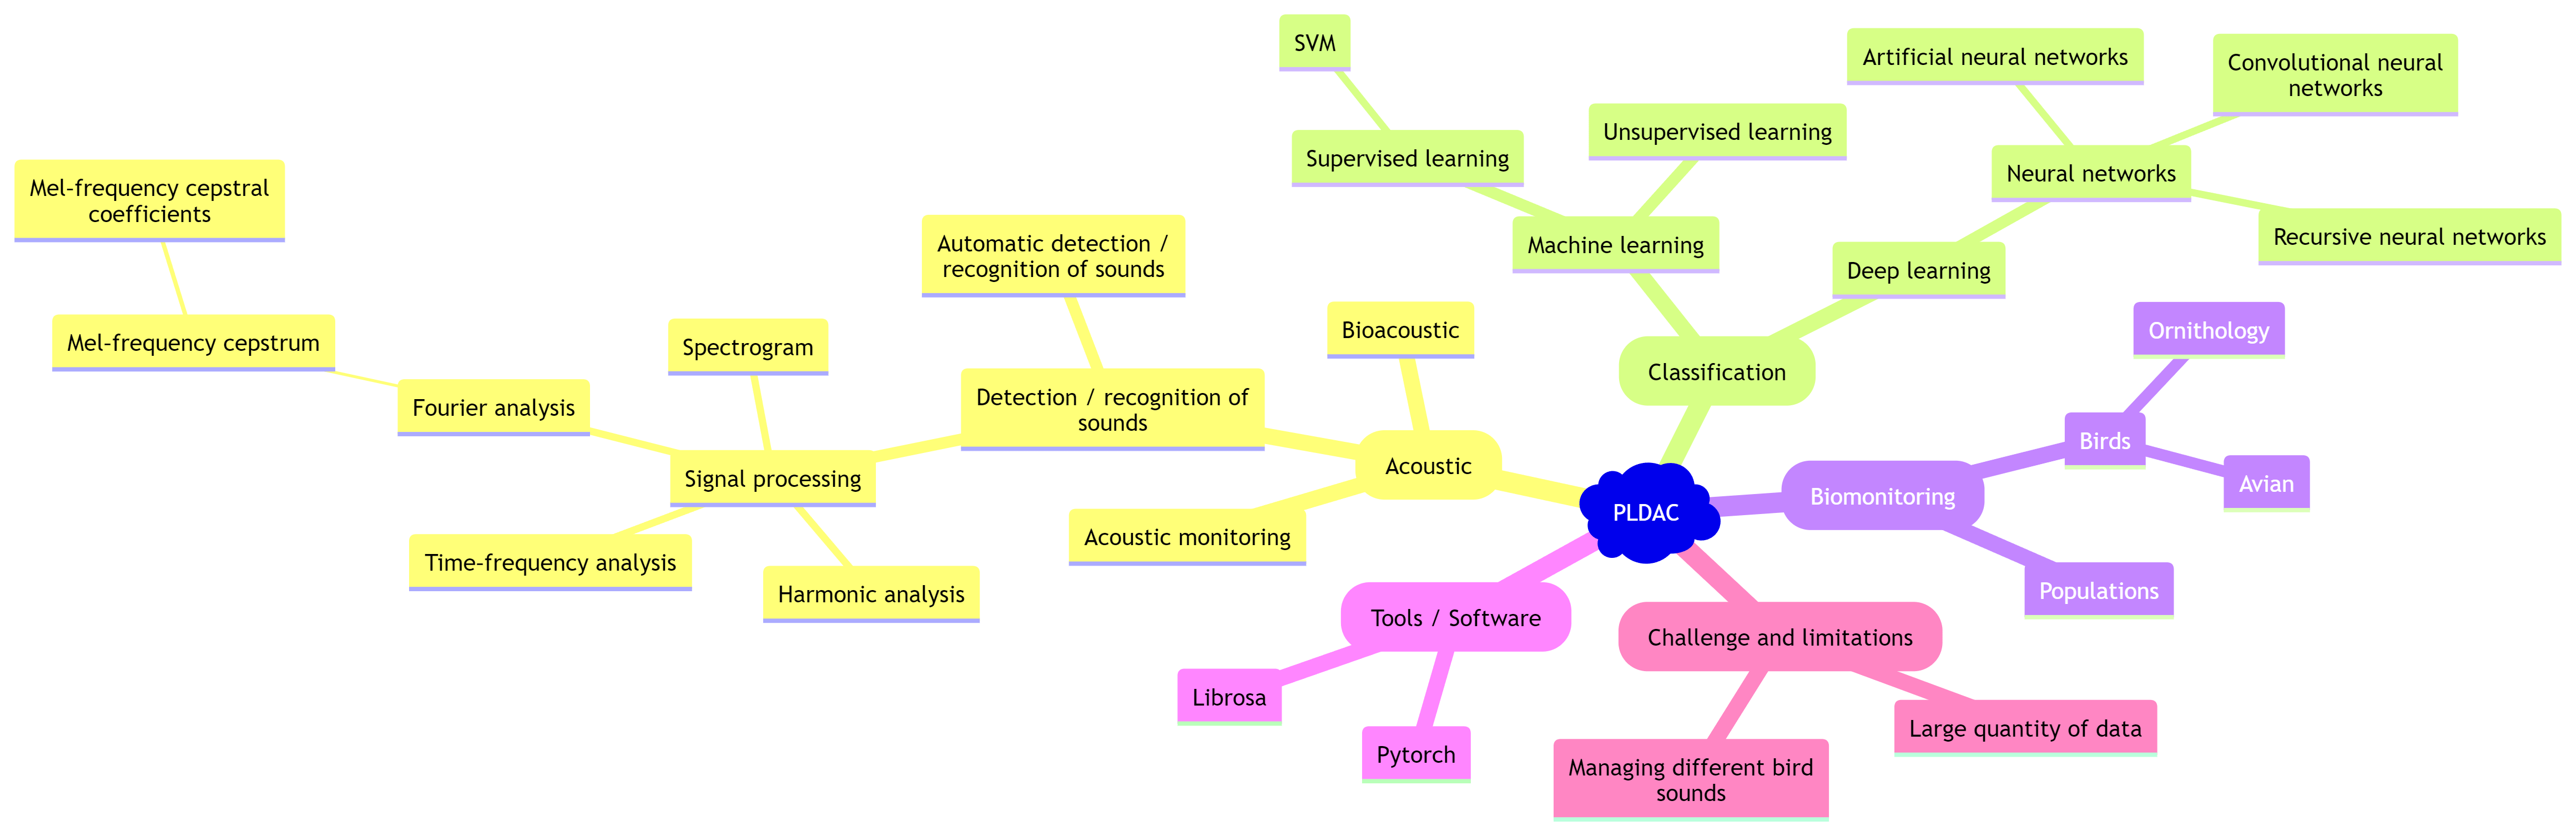 SVM
Artificial neural networks
Convolutional neural
networks
Supervised learning
Unsupervised learning
Neural networks
Recursive neural networks
Machine learning
Deep learning
Mel-frequency cepstral
coefficients
Automatic detection /
recognition of sounds
Mel-frequency cepstrum
Spectrogram
Bioacoustic
Classification
Ornithology
Fourier analysis
Detection / recognition of
sounds
Birds
Avian
Signal processing
Acoustic
PLDAC
Biomonitoring
Time-frequency analysis
Harmonic analysis
Acoustic monitoring
Populations
Tools / Software
Challenge and limitations
Librosa
Pytorch
Managing different bird
sounds
Large quantity of data